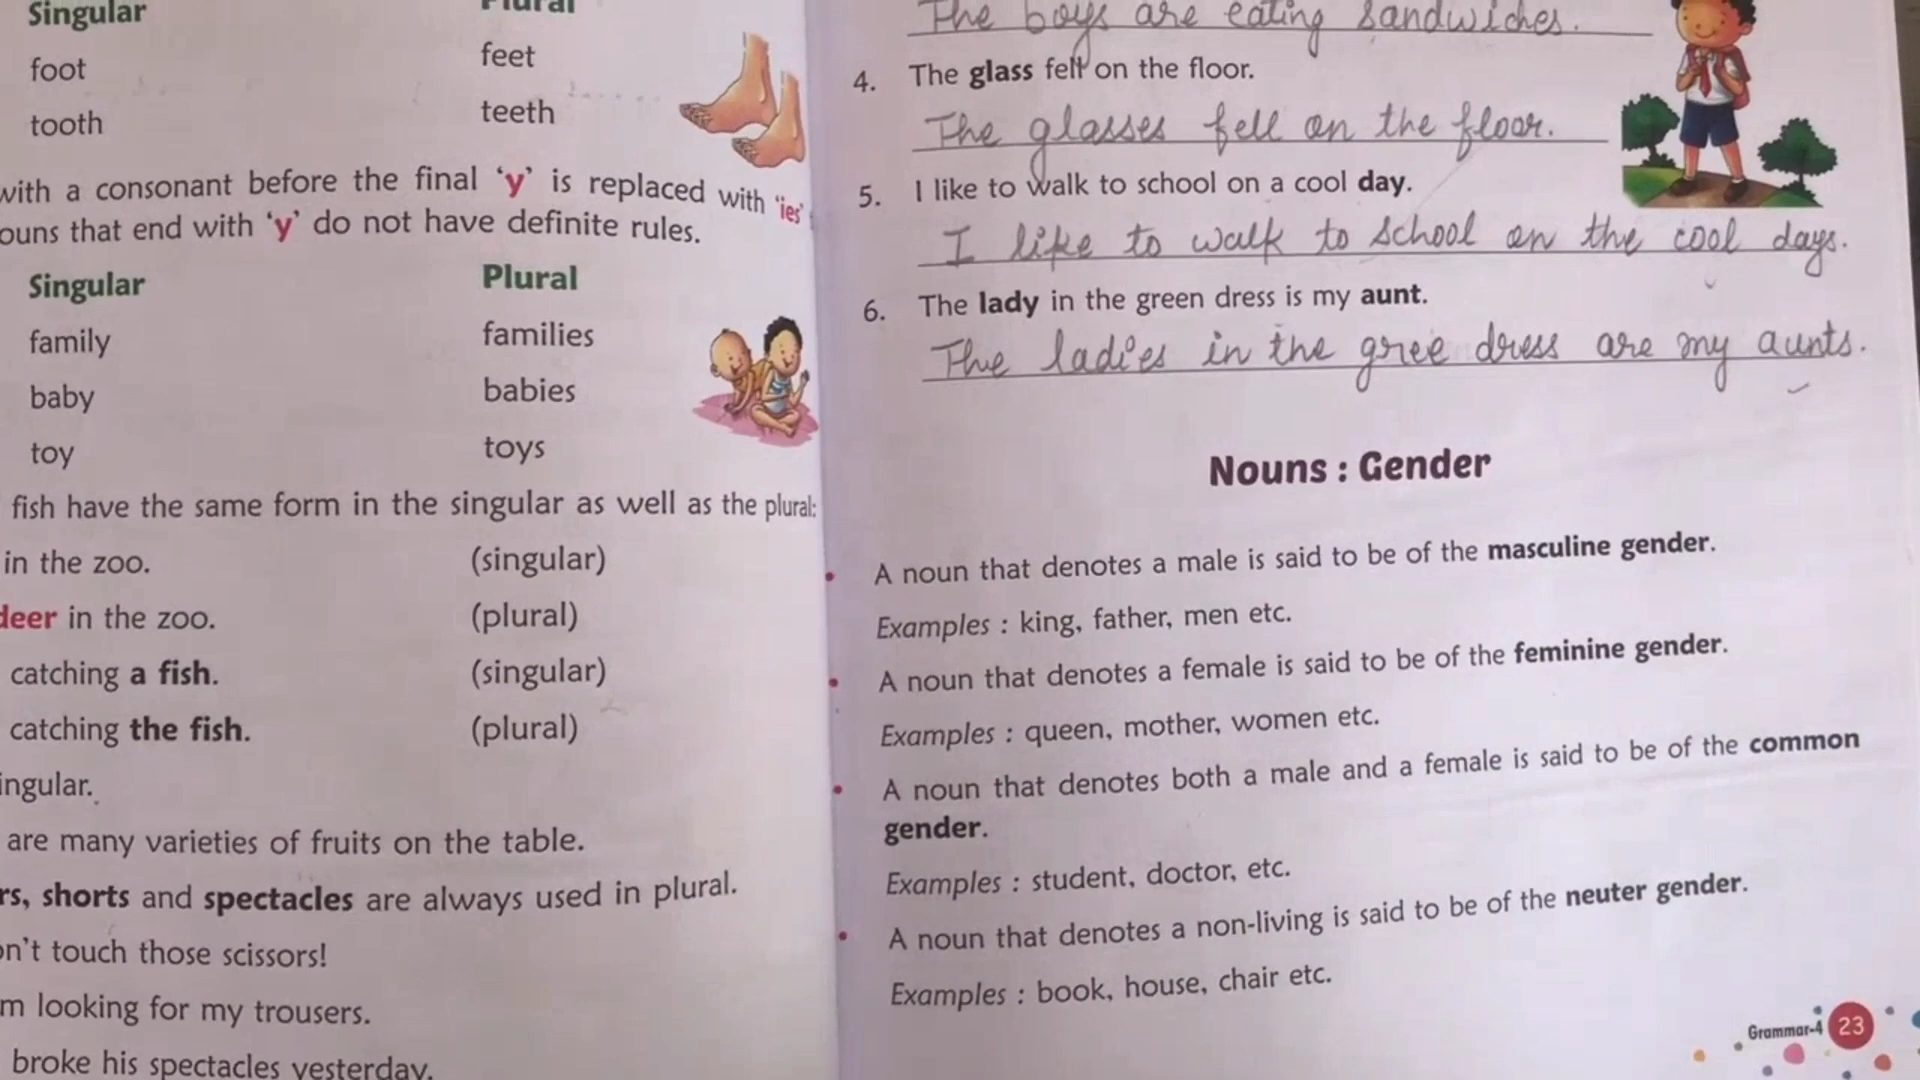 Singular Plural
foot feet
tooth teeth
with a consonant before the final 'y' is replaced with 'ies'
ouns that end with 'y' do not have definite rules.
Singular Plural
family families
baby babies
toy toys
fish have the same form in the singular as well as the plural:
in the zoo. (singular)
deer in the zoo. (plural)
catching a fish. (singular)
catching the fish. (plural)
ingular.
are many varieties of fruits on the table.
rs, shorts and spectacles are always used in plural.
on't touch those scissors!
m looking for my trousers.
broke his spectacles yesterday.
The boys are eating sandwiches.
4. The glass fell on the floor.
The glasses fell on the floor.
5. I like to walk to school on a cool day.
I like to walk to school on the cool days.
6. The lady in the green dress is my aunt.
The ladies in the gree dress are my aunts.
Nouns : Gender
• A noun that denotes a male is said to be of the masculine gender.
Examples : king, father, men etc.
• A noun that denotes a female is said to be of the feminine gender.
Examples : queen, mother, women etc.
• A noun that denotes both a male and a female is said to be of the common
gender.
Examples : student, doctor, etc.
• A noun that denotes a non-living is said to be of the neuter gender.
Examples : book, house, chair etc.
Grammar-4 23